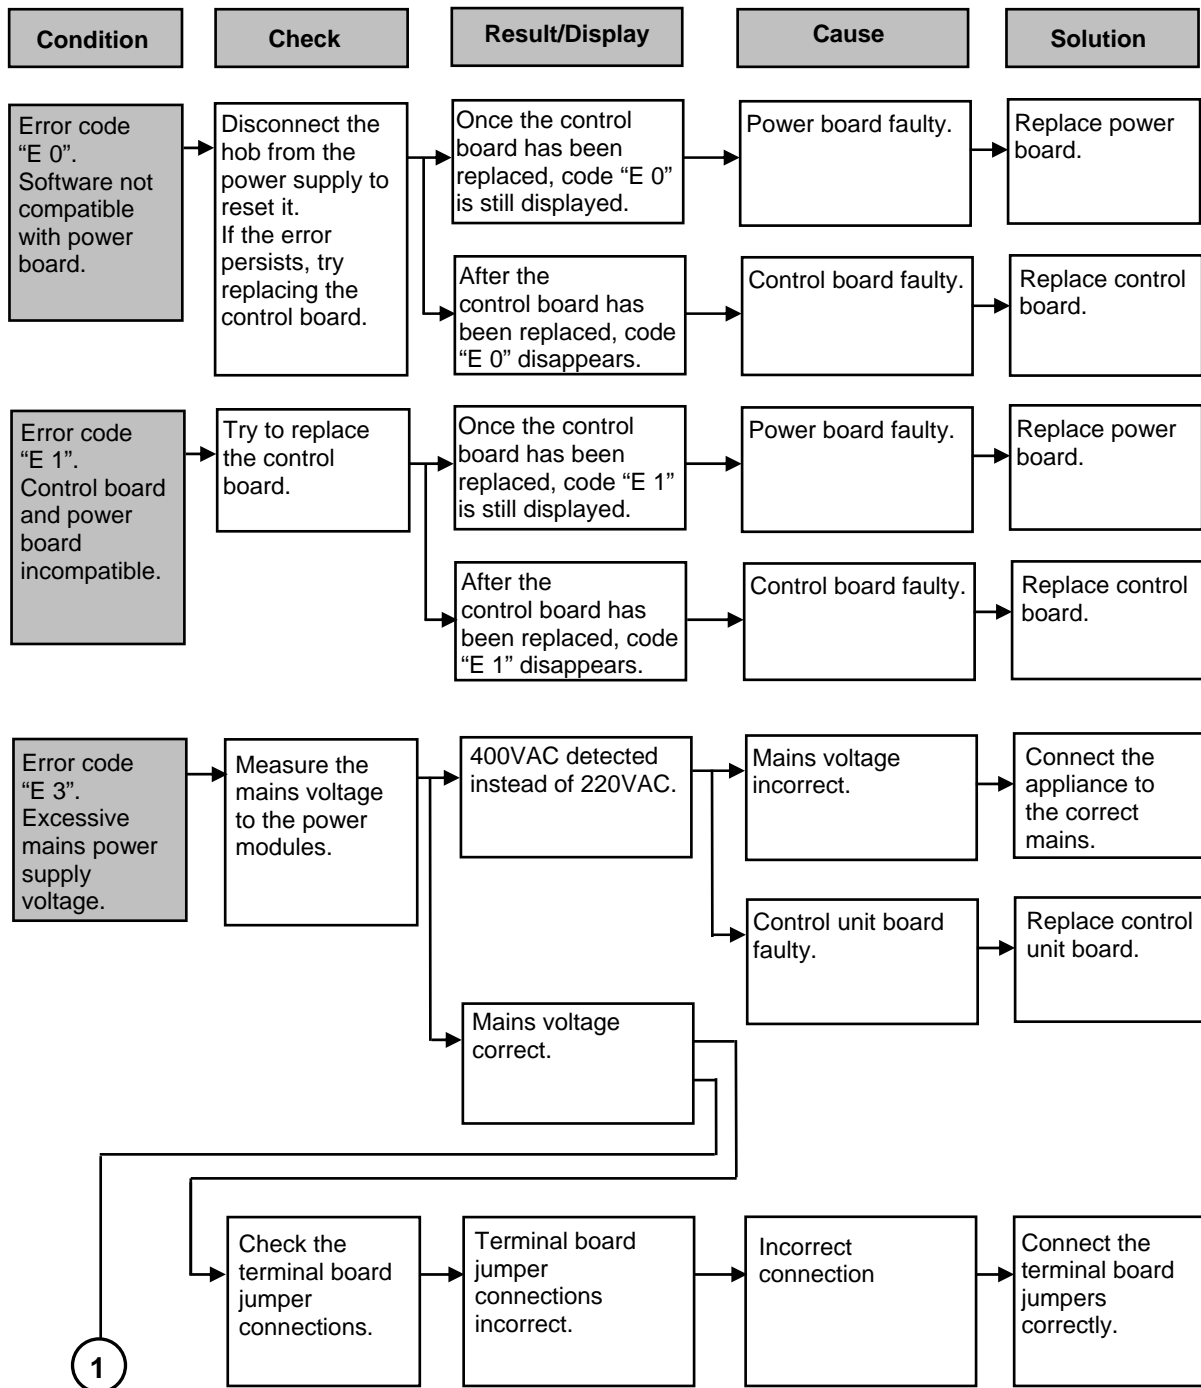 Condition
Check
Result/Display
Cause
Solution
Error code
“E 0”.
Software not
compatible
with power
board.
Disconnect the
hob from the
power supply to
reset it.
If the error
persists, try
replacing the
control board.
Once the control
board has been
replaced, code “E 0”
is still displayed.
Power board faulty.
Replace power
board.
After the
control board has
been replaced, code
“E 0” disappears.
Control board faulty.
Replace control
board.
Error code
“E 1”.
Control board
and power
board
incompatible.
Try to replace
the control
board.
Once the control
board has been
replaced, code “E 1”
is still displayed.
Power board faulty.
Replace power
board.
After the
control board has
been replaced, code
“E 1” disappears.
Control board faulty.
Replace control
board.
Error code
“E 3”.
Excessive
mains power
supply
voltage.
Measure the
mains voltage
to the power
modules.
400VAC detected
instead of 220VAC.
Mains voltage
incorrect.
Connect the
appliance to
the correct
mains.
Control unit board
faulty.
Replace control
unit board.
Mains voltage
correct.
Check the
terminal board
jumper
connections.
Terminal board
jumper
connections
incorrect.
Incorrect
connection
Connect the
terminal board
jumpers
correctly.
1